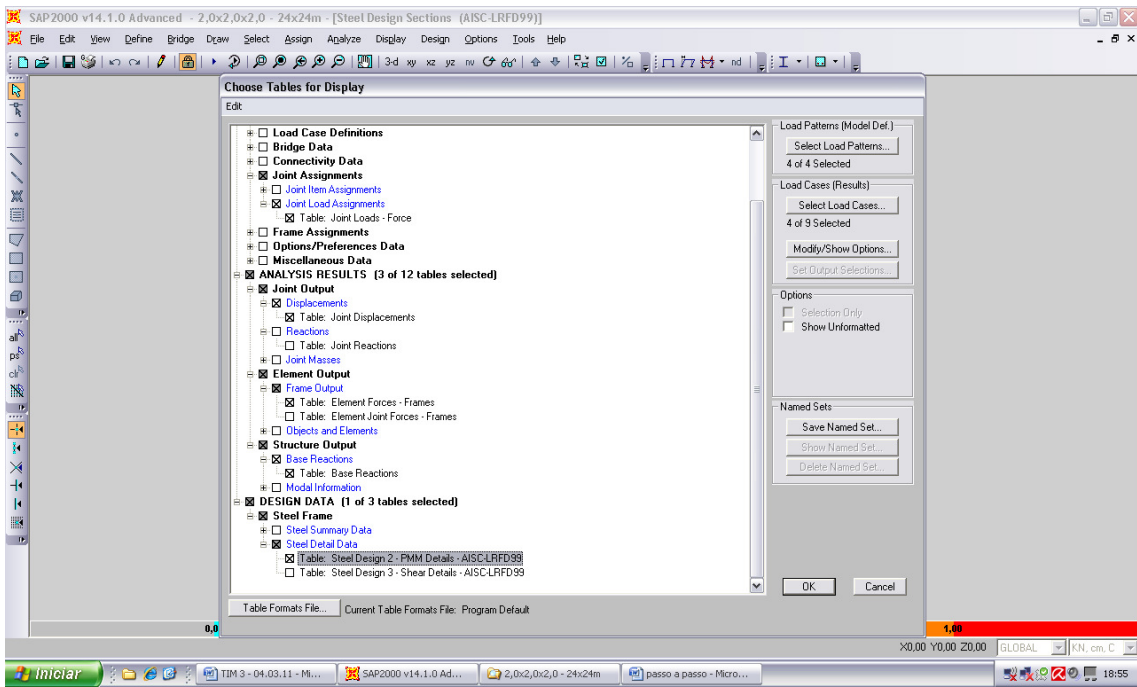 SAP2000 v14.1.0 Advanced - 2,0x2,0x2,0 - 24x24m - [Steel Design Sections (AISC-LRFD99)]
File Edit View Define Bridge Draw Select Assign Analyze Display Design Options Tools Help
3-d xy xz yz nv nd
Choose Tables for Display
Edit
Load Case Definitions
Bridge Data
Connectivity Data
Joint Assignments
Joint Item Assignments
Joint Load Assignments
Table: Joint Loads - Force
Frame Assignments
Options/Preferences Data
Miscellaneous Data
ANALYSIS RESULTS (3 of 12 tables selected)
Joint Output
Displacements
Table: Joint Displacements
Reactions
Table: Joint Reactions
Joint Masses
Element Output
Frame Output
Table: Element Forces - Frames
Table: Element Joint Forces - Frames
Objects and Elements
Structure Output
Base Reactions
Table: Base Reactions
Modal Information
DESIGN DATA (1 of 3 tables selected)
Steel Frame
Steel Summary Data
Steel Detail Data
Table: Steel Design 2 - PMM Details - AISC-LRFD99
Table: Steel Design 3 - Shear Details - AISC-LRFD99
Load Patterns (Model Def.)
Select Load Patterns...
4 of 4 Selected
Load Cases (Results)
Select Load Cases...
4 of 9 Selected
Modify/Show Options...
Set Output Selections...
Options
Selection Only
Show Unformatted
Named Sets
Save Named Set...
Show Named Set...
Delete Named Set...
OK Cancel
Table Formats File... Current Table Formats File: Program Default
all
ps
clr
0,0 1,00
X0,00 Y0,00 Z0,00 GLOBAL KN, cm, C
Iniciar TIM 3 - 04.03.11 - Mi... SAP2000 v14.1.0 Ad... 2,0x2,0x2,0 - 24x24m passo a passo - Micro... 18:55